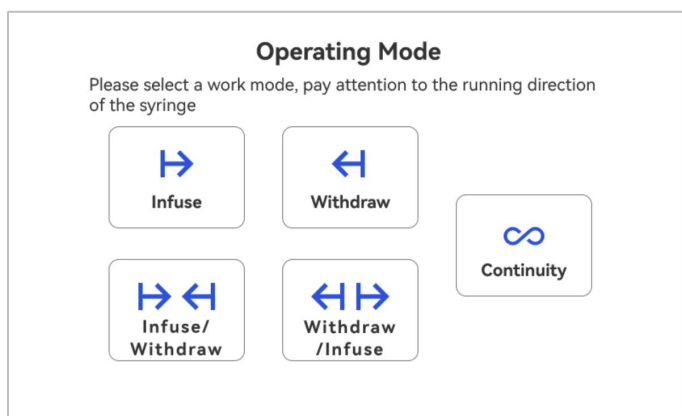 Operating Mode
Please select a work mode, pay attention to the running direction
of the syringe
Infuse
Withdraw
Continuity
Infuse/
Withdraw
Withdraw
/Infuse